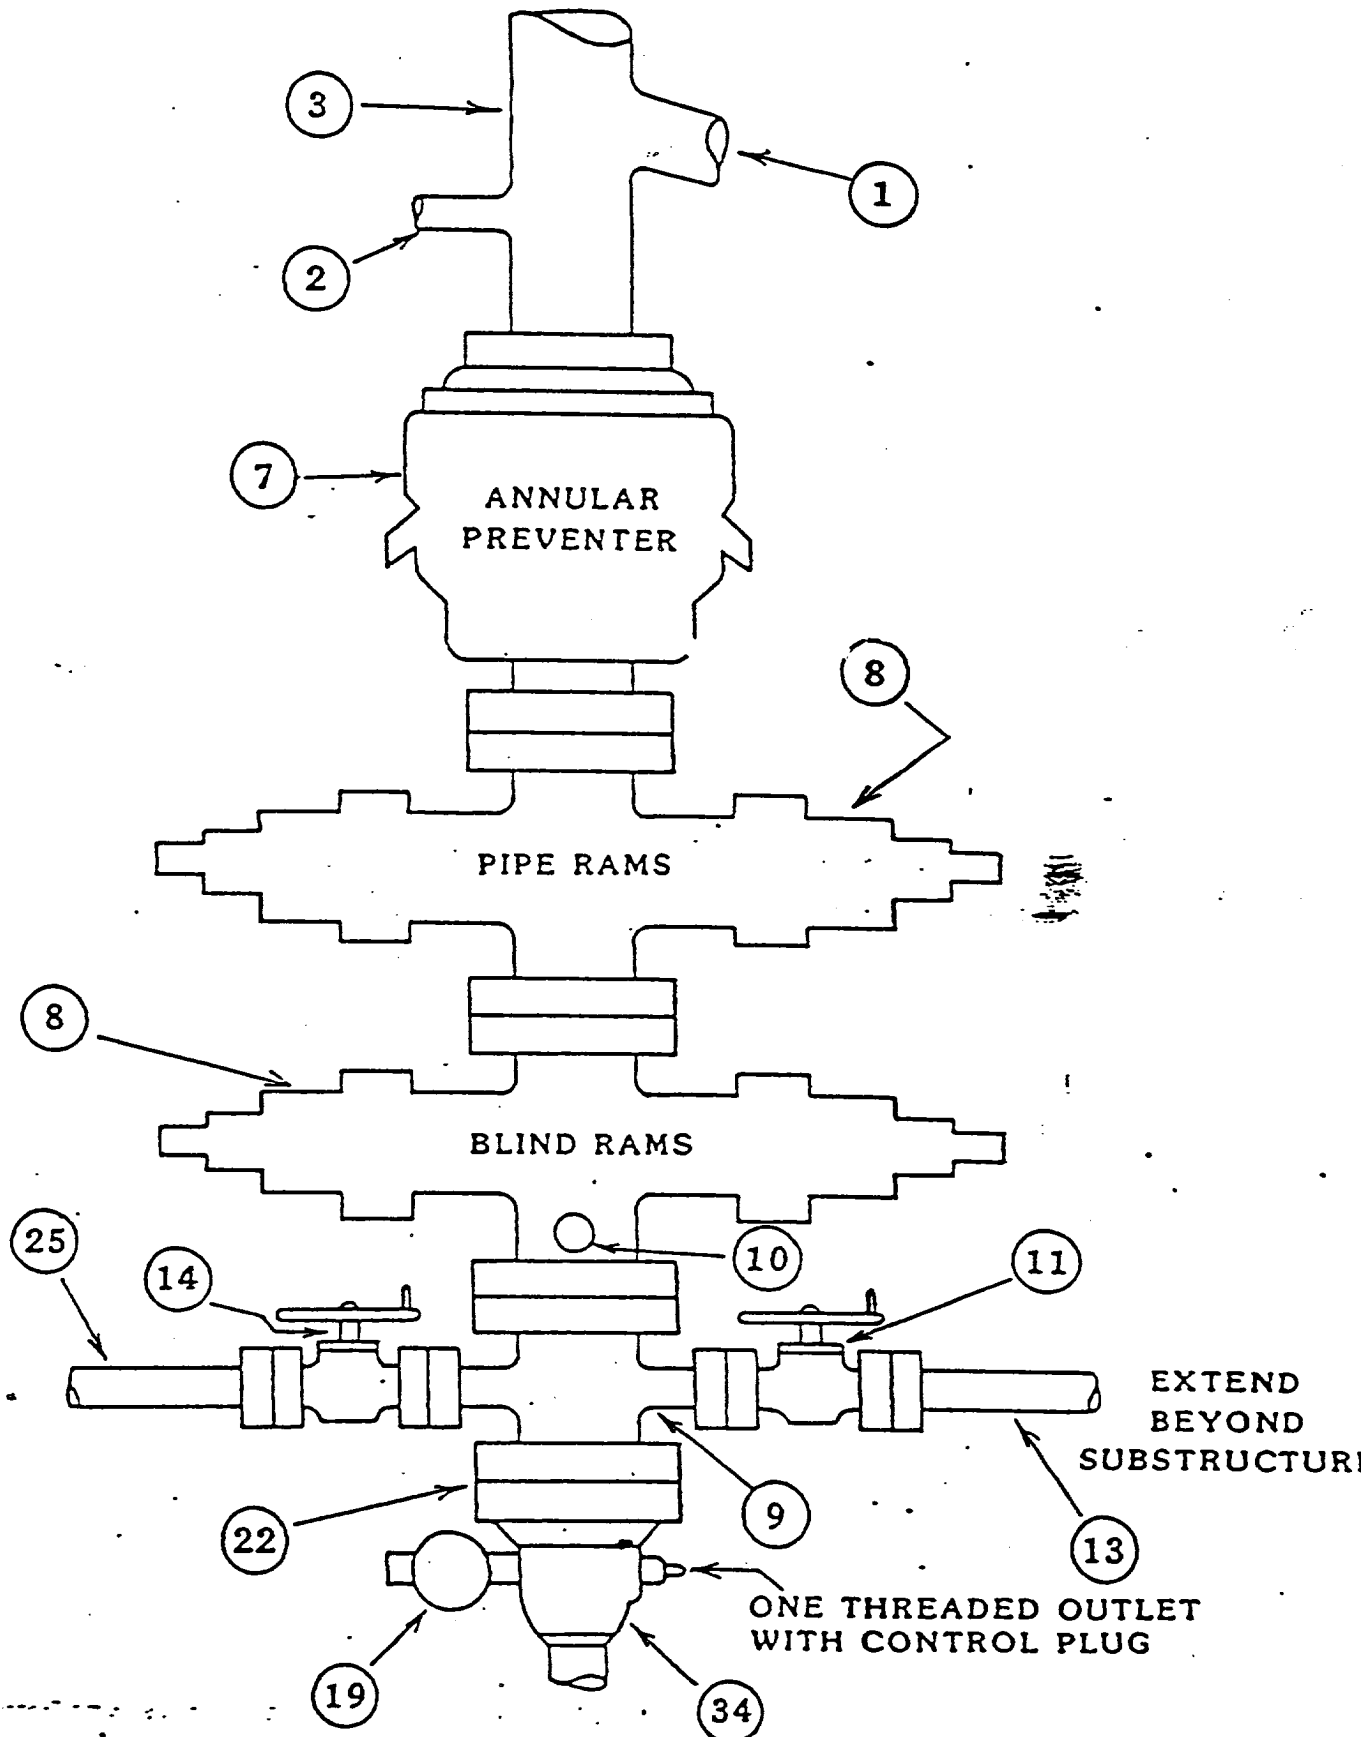 3
1
2
7
ANNULAR
PREVENTER
8
PIPE RAMS
8
BLIND RAMS
25
14
10
11
EXTEND
BEYOND
SUBSTRUCTURE
22
9
13
ONE THREADED OUTLET
WITH CONTROL PLUG
19
34